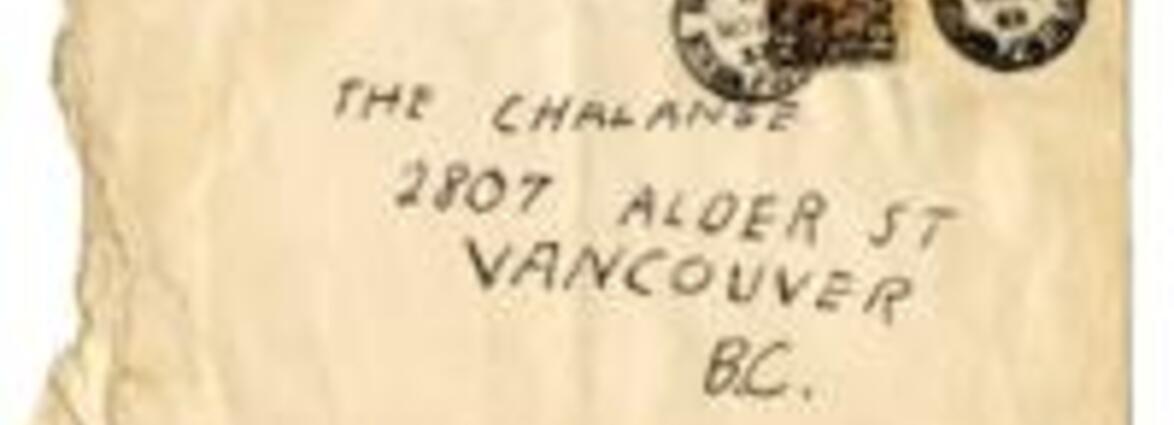 THE CHALANGE
2807 ALDER ST
VANCOUVER
B.C.